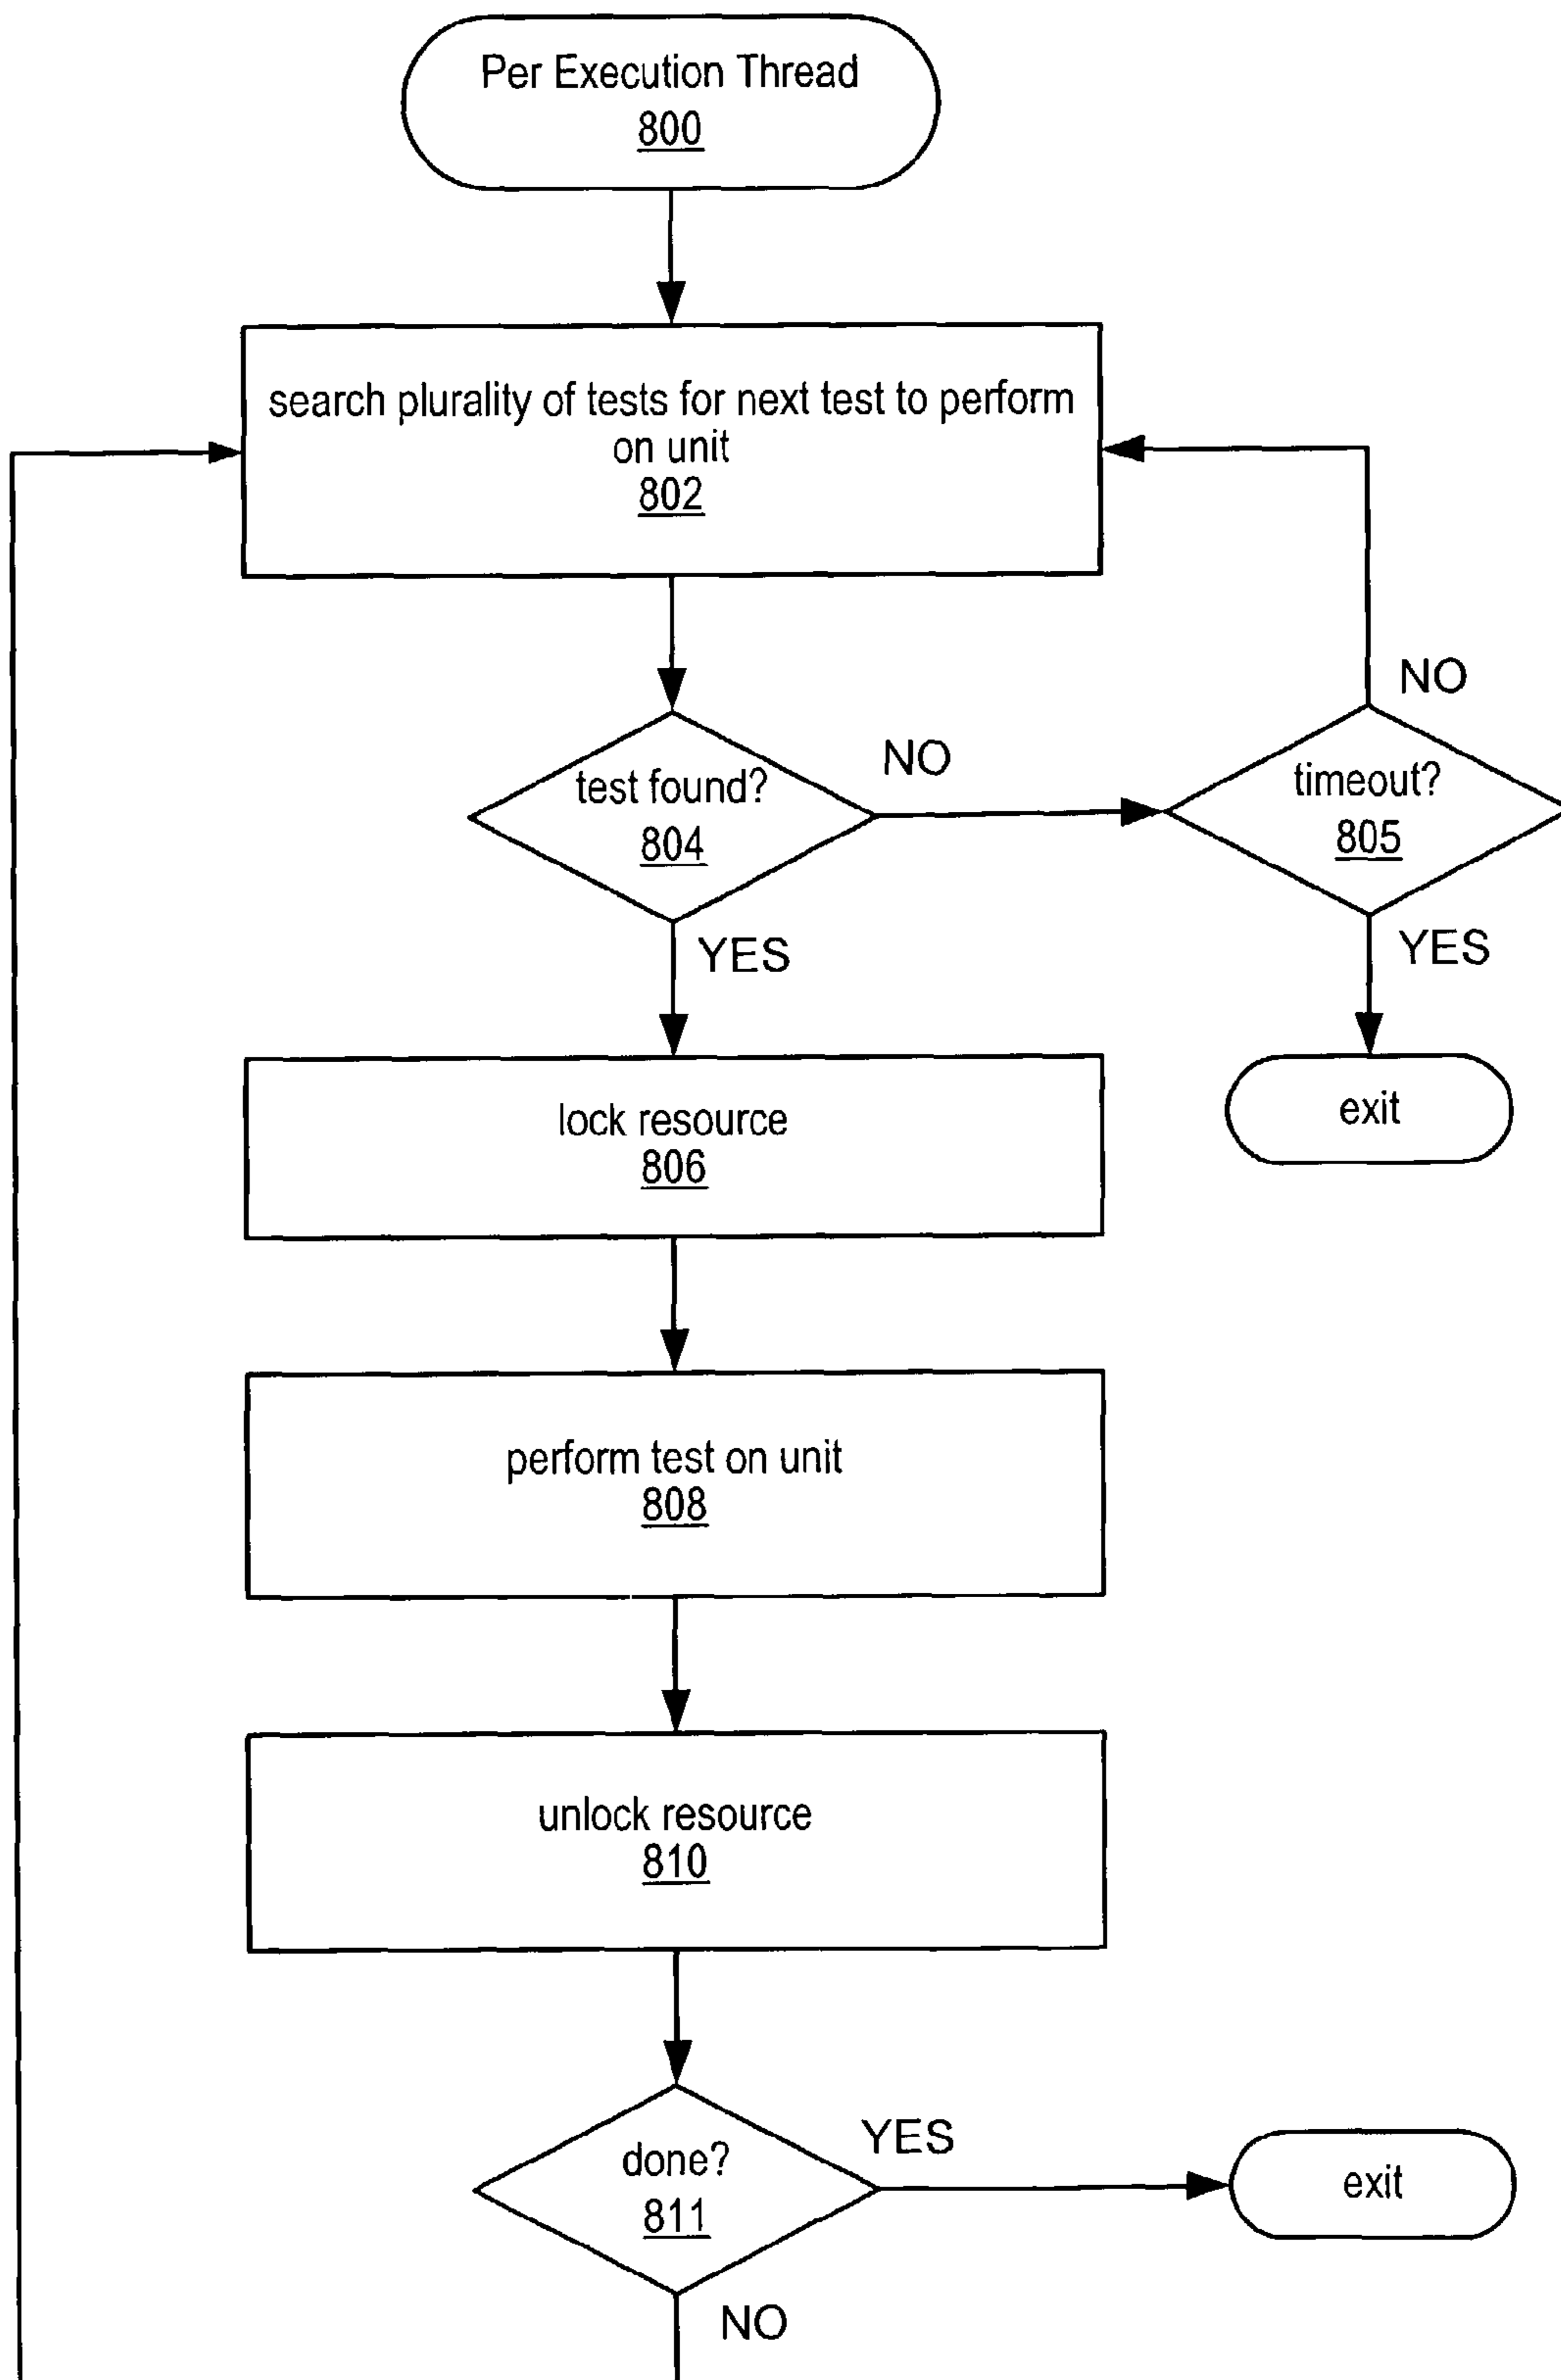 Per Execution Thread
800
search plurality of tests for next test to perform
on unit
802
NO
test found?
804
NO
timeout?
805
YES
YES
lock resource
806
exit
perform test on unit
808
unlock resource
810
done?
811
YES
exit
NO